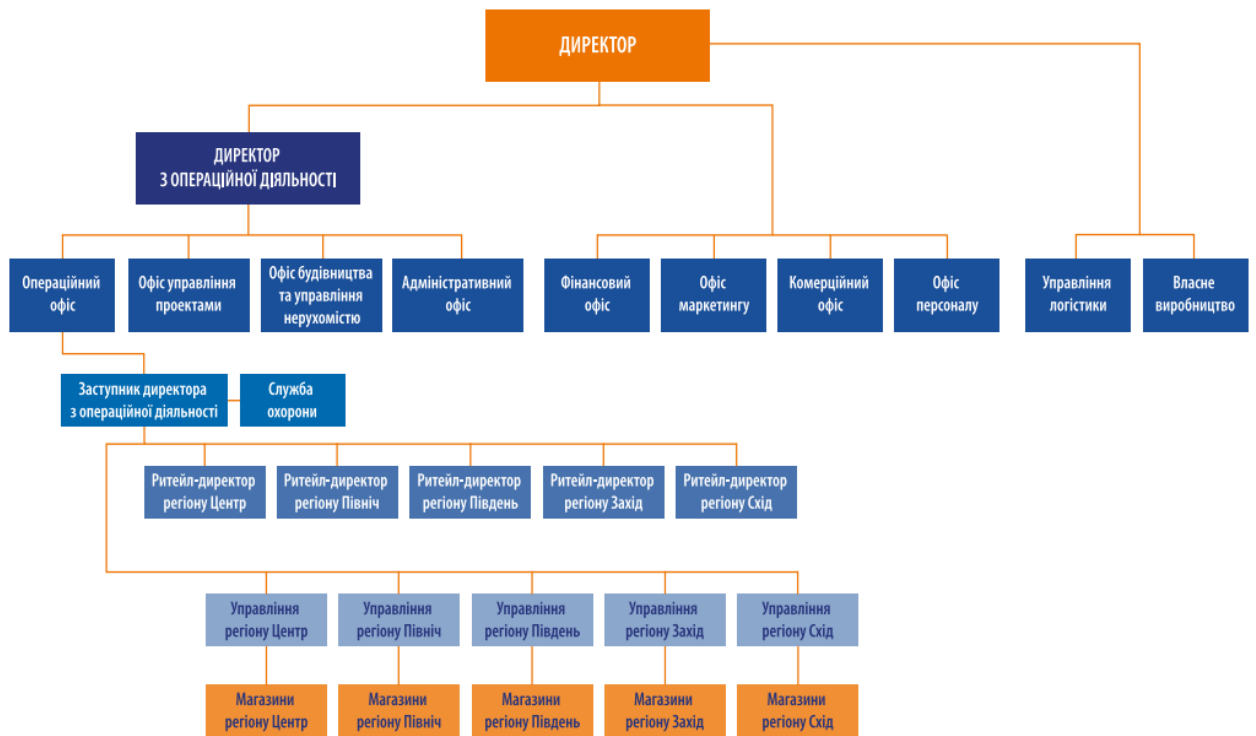 ДИРЕКТОР
ДИРЕКТОР
З ОПЕРАЦІЙНОЇ ДІЯЛЬНОСТІ
Операційний
офіс
Офіс управління
проектами
Офіс будівництва
та управління
нерухомістю
Адміністративний
офіс
Фінансовий
офіс
Офіс
маркетингу
Комерційний
офіс
Офіс
персоналу
Управління
логістики
Власне
виробництво
Заступник директора
з операційної діяльності
Служба
охорони
Ритейл-директор
регіону Центр
Ритейл-директор
регіону Північ
Ритейл-директор
регіону Південь
Ритейл-директор
регіону Захід
Ритейл-директор
регіону Схід
Управління
регіону Центр
Управління
регіону Північ
Управління
регіону Південь
Управління
регіону Захід
Управління
регіону Схід
Магазини
регіону Центр
Магазини
регіону Північ
Магазини
регіону Південь
Магазини
регіону Захід
Магазини
регіону Схід